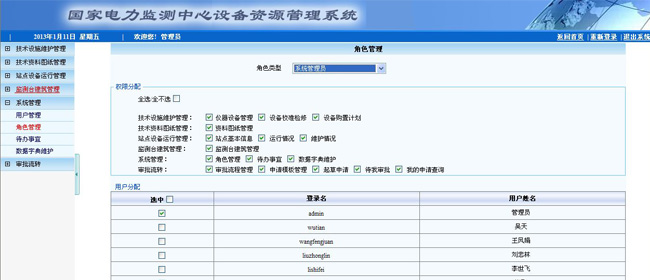 国家电力监测中心设备资源管理系统
2013年1月11日 星期五 欢迎您！管理员 返回首页 | 重新登录 | 退出系统
技术设施维护管理
技术资料图纸管理
站点设备运行管理
监测台建筑管理
系统管理
用户管理
角色管理
待办事宜
数据字典维护
审批流转
角色管理
角色类型 系统管理员
权限分配
全选/全不选
技术设施维护管理： 仪器设备管理 设备校准检修 设备购置计划
技术资料图纸管理： 资料图纸管理
站点设备运行管理： 站点基本信息 运行情况 维护情况
监测台建筑管理： 监测台建筑管理
系统管理： 角色管理 待办事宜 数据字典维护
审批流转： 审批流程管理 申请模板管理 起草申请 待我审批 我的申请查询
用户分配
选中 登录名 用户姓名
admin 管理员
wutian 吴天
wangfengjuan 王凤娟
liuzhonglin 刘忠林
lishifei 李世飞